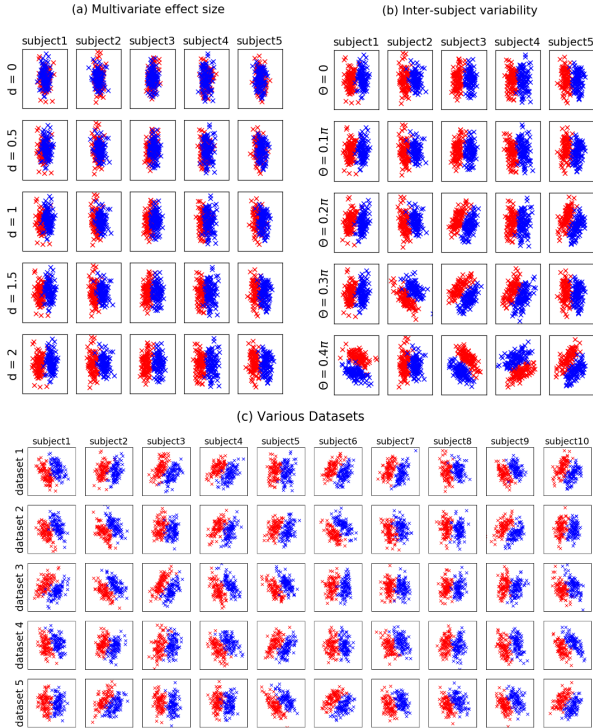 (a) Multivariate effect size
subject1 subject2 subject3 subject4 subject5
d = 0
d = 0.5
d = 1
d = 1.5
d = 2
(b) Inter-subject variability
subject1 subject2 subject3 subject4 subject5
Θ = 0
Θ = 0.1π
Θ = 0.2π
Θ = 0.3π
Θ = 0.4π
(c) Various Datasets
subject1 subject2 subject3 subject4 subject5 subject6 subject7 subject8 subject9 subject10
dataset 1
dataset 2
dataset 3
dataset 4
dataset 5